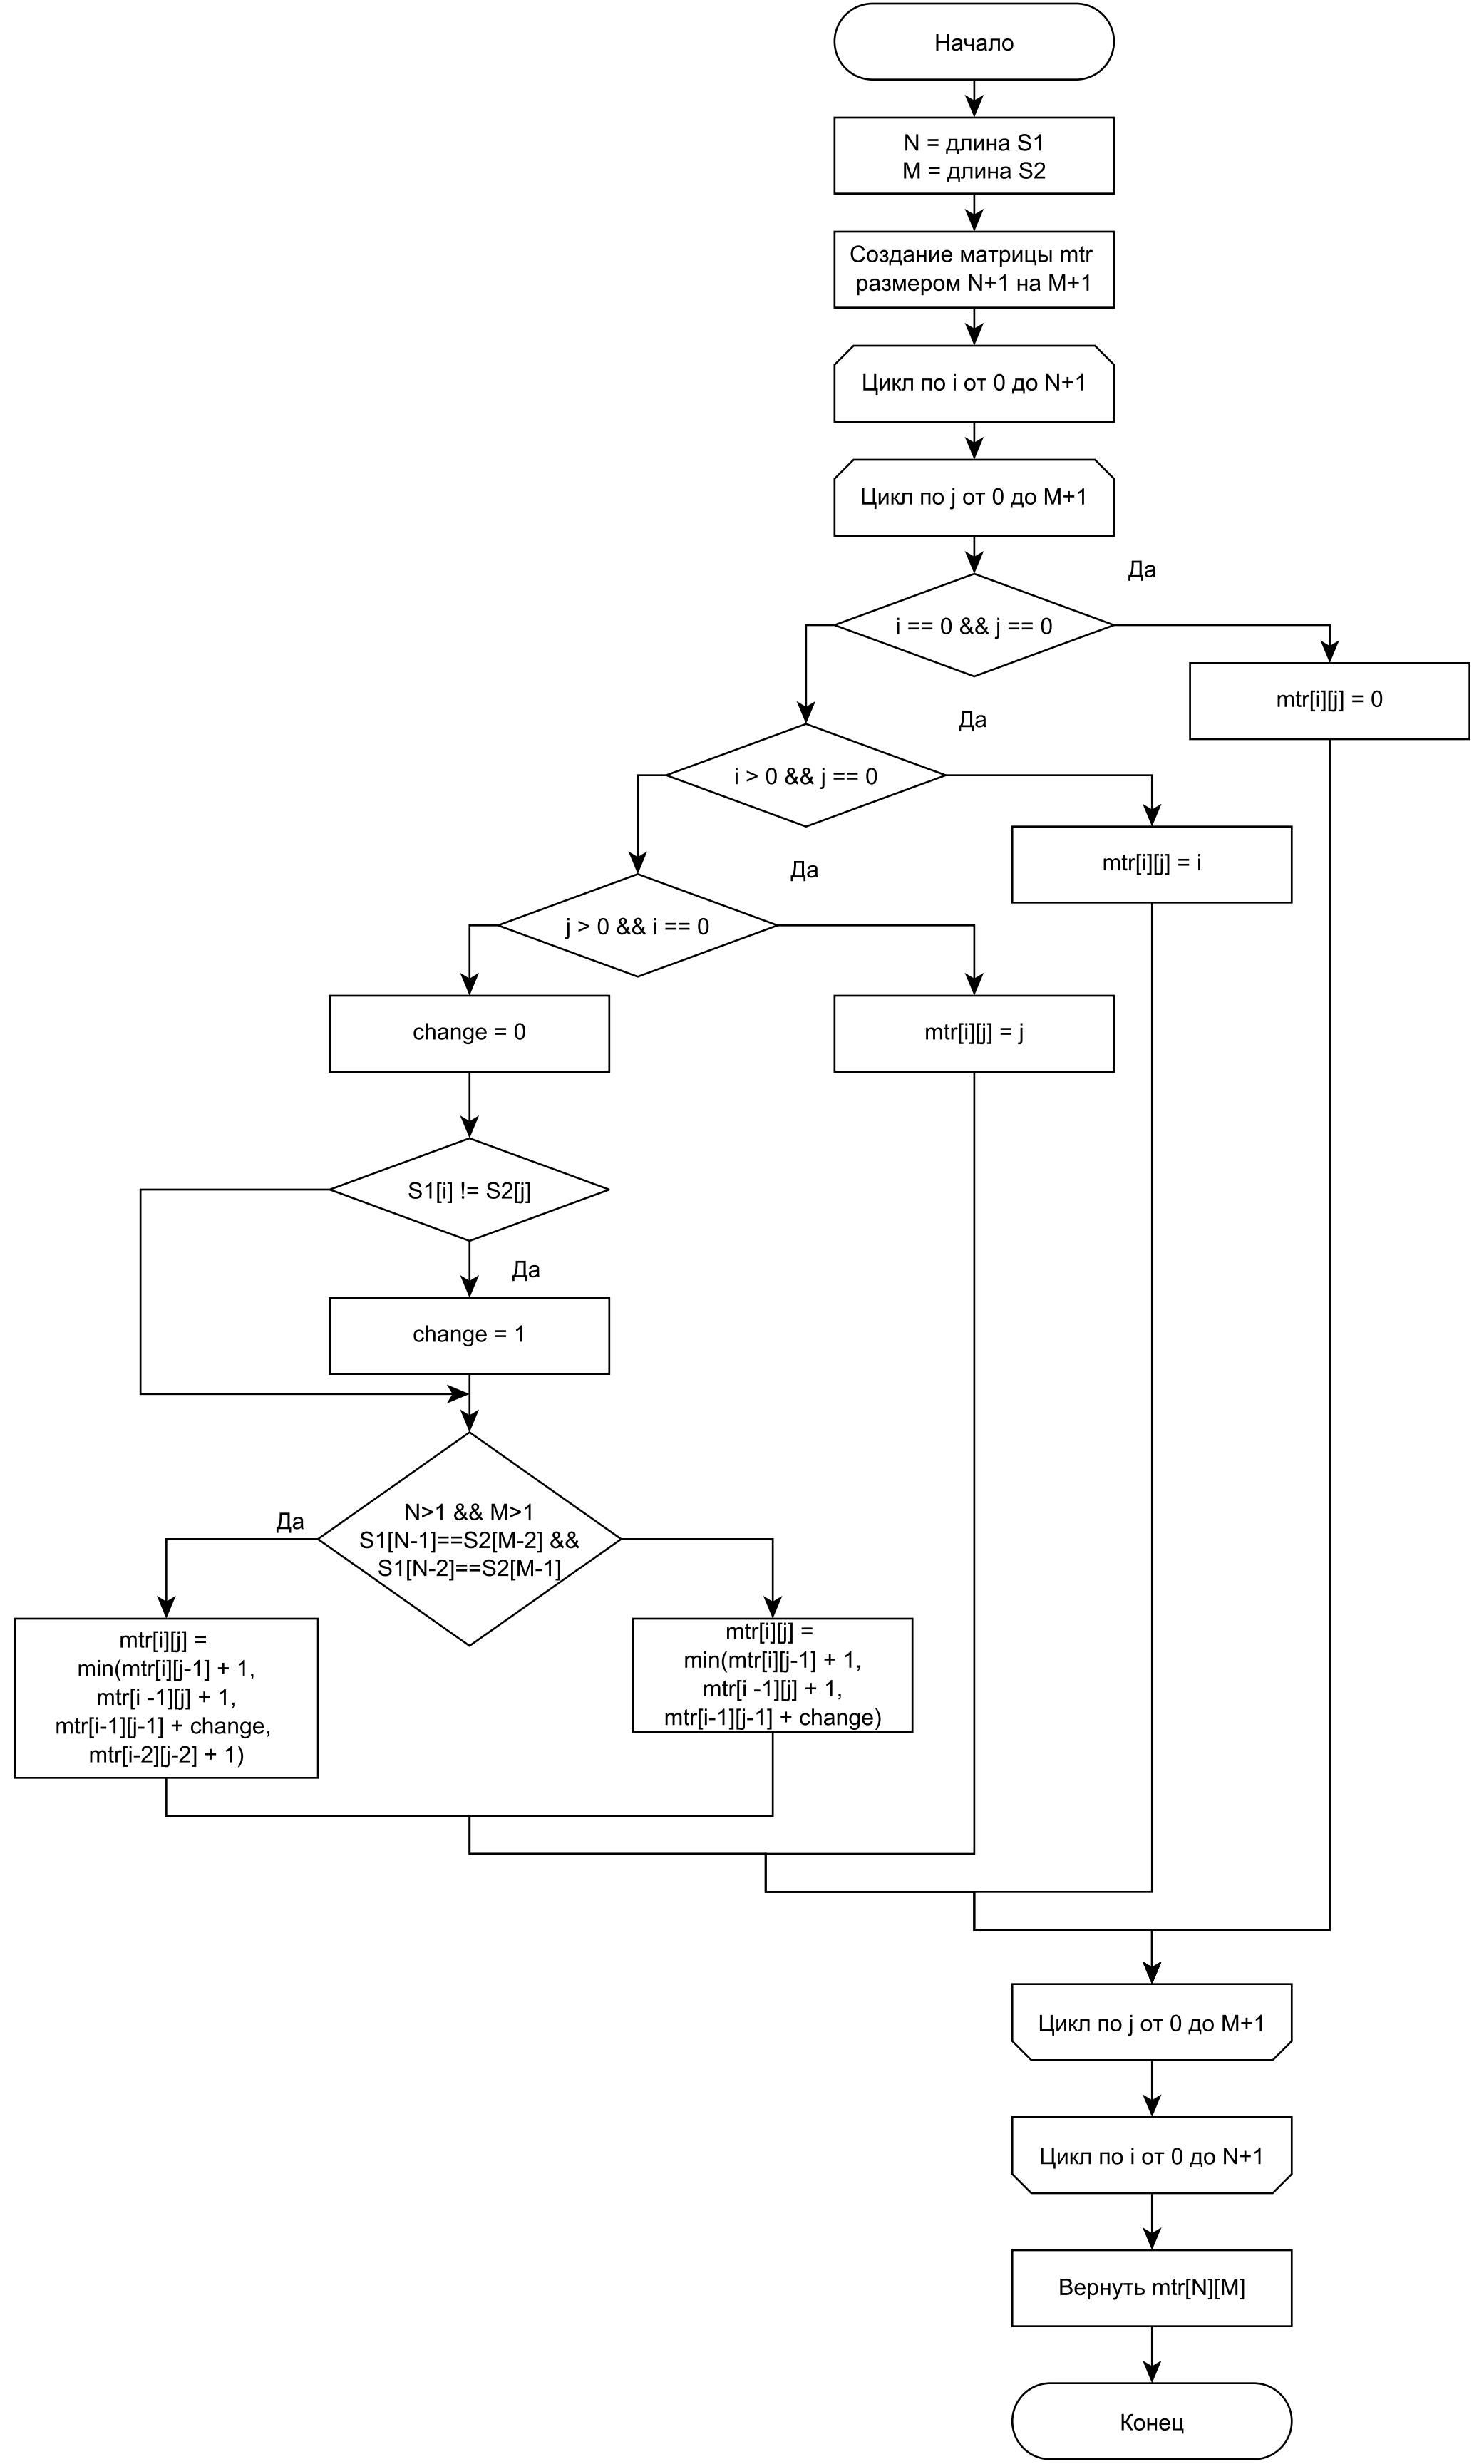 Начало
N = длина S1
M = длина S2
Создание матрицы mtr
размером N+1 на M+1
Цикл по i от 0 до N+1
Цикл по j от 0 до M+1
Да
i == 0 && j == 0
mtr[i][j] = 0
Да
i > 0 && j == 0
mtr[i][j] = i
Да
j > 0 && i == 0
change = 0
mtr[i][j] = j
S1[i] != S2[j]
Да
change = 1
Да
N>1 && M>1
S1[N-1]==S2[M-2] &&
S1[N-2]==S2[M-1]
mtr[i][j] =
min(mtr[i][j-1] + 1,
mtr[i -1][j] + 1,
mtr[i-1][j-1] + change,
mtr[i-2][j-2] + 1)
mtr[i][j] =
min(mtr[i][j-1] + 1,
mtr[i -1][j] + 1,
mtr[i-1][j-1] + change)
Цикл по j от 0 до M+1
Цикл по i от 0 до N+1
Вернуть mtr[N][M]
Конец